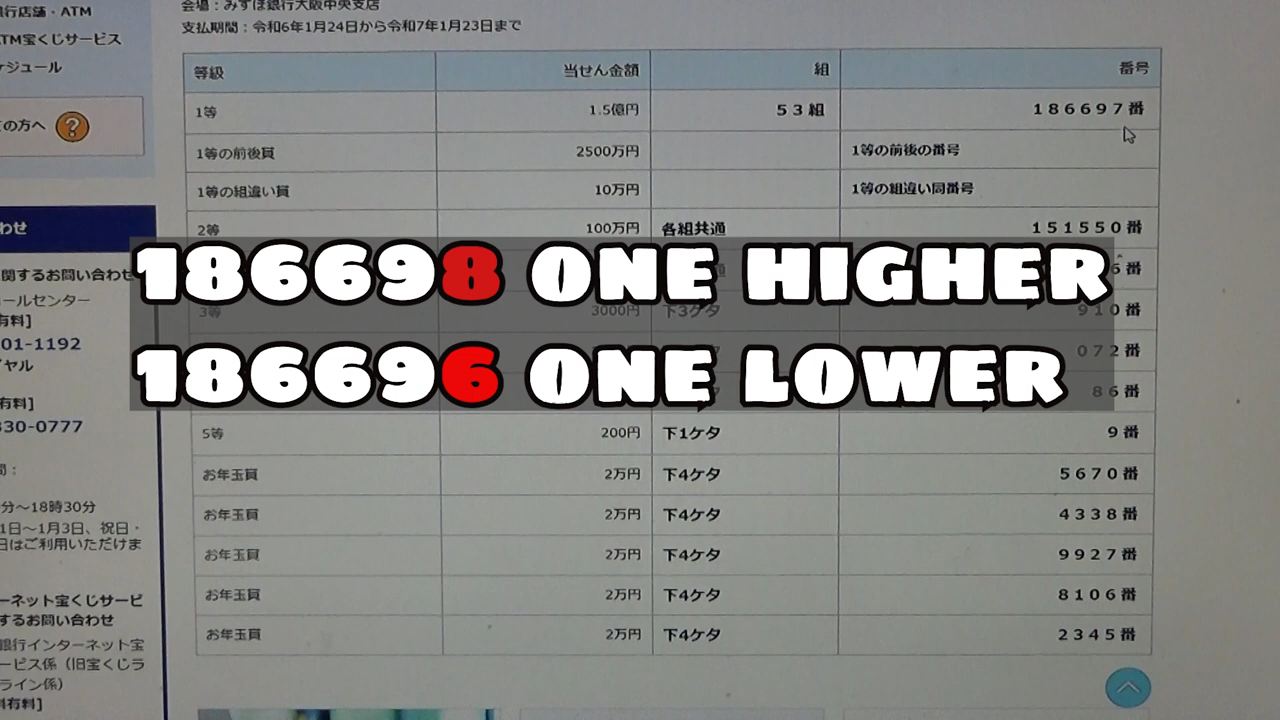 会場：みずほ銀行大阪中央支店
支払期間：令和6年1月24日から令和7年1月23日まで
行店舗・ATM
ATM宝くじサービス
ケジュール
ての方へ ?
わせ
関するお問い合わせ
ールセンター
有料]
01-1192
イヤル
有料]
330-0777
間：
分～18時30分
1日～1月3日、祝日・
日はご利用いただけま
ーネット宝くじサービ
するお問い合わせ
銀行インターネット宝
ービス係（旧宝くじラ
ライン係）
料有料]
等級 当せん金額 組 番号
1等 1.5億円 53組 186697番
1等の前後賞 2500万円 1等の前後の番号
1等の組違い賞 10万円 1等の組違い同番号
2等 100万円 各組共通 151550番
186698 ONE HIGHER
6番
3等 3000円 下3ケタ 910番
186696 ONE LOWER
072番
86番
5等 200円 下1ケタ 9番
お年玉賞 2万円 下4ケタ 5670番
お年玉賞 2万円 下4ケタ 4338番
お年玉賞 2万円 下4ケタ 9927番
お年玉賞 2万円 下4ケタ 8106番
お年玉賞 2万円 下4ケタ 2345番